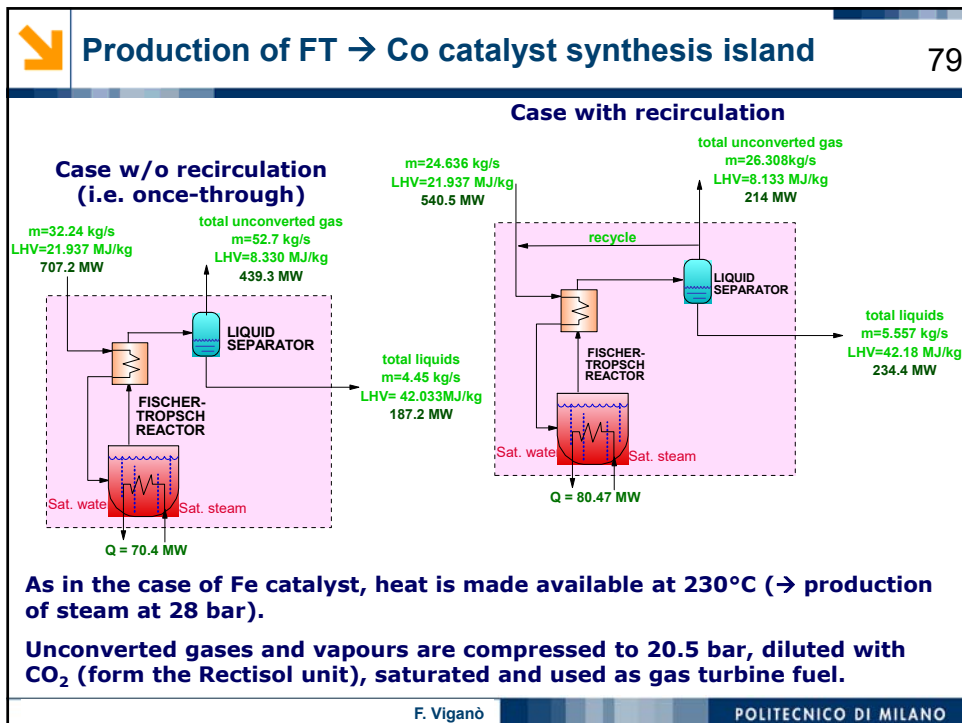 Production of FT → Co catalyst synthesis island
79
Case with recirculation
Case w/o recirculation
(i.e. once-through)
m=32.24 kg/s
LHV=21.937 MJ/kg
707.2 MW
total unconverted gas
m=52.7 kg/s
LHV=8.330 MJ/kg
439.3 MW
LIQUID
SEPARATOR
total liquids
m=4.45 kg/s
LHV= 42.033MJ/kg
187.2 MW
FISCHER-
TROPSCH
REACTOR
Sat. wate
Sat. steam
Q = 70.4 MW
m=24.636 kg/s
LHV=21.937 MJ/kg
540.5 MW
total unconverted gas
m=26.308kg/s
LHV=8.133 MJ/kg
214 MW
recycle
LIQUID
SEPARATOR
total liquids
m=5.557 kg/s
LHV=42.18 MJ/kg
234.4 MW
FISCHER-
TROPSCH
REACTOR
Sat. water
Sat. steam
Q = 80.47 MW
As in the case of Fe catalyst, heat is made available at 230°C (→ production
of steam at 28 bar).
Unconverted gases and vapours are compressed to 20.5 bar, diluted with
CO₂ (form the Rectisol unit), saturated and used as gas turbine fuel.
F. Viganò
POLITECNICO DI MILANO